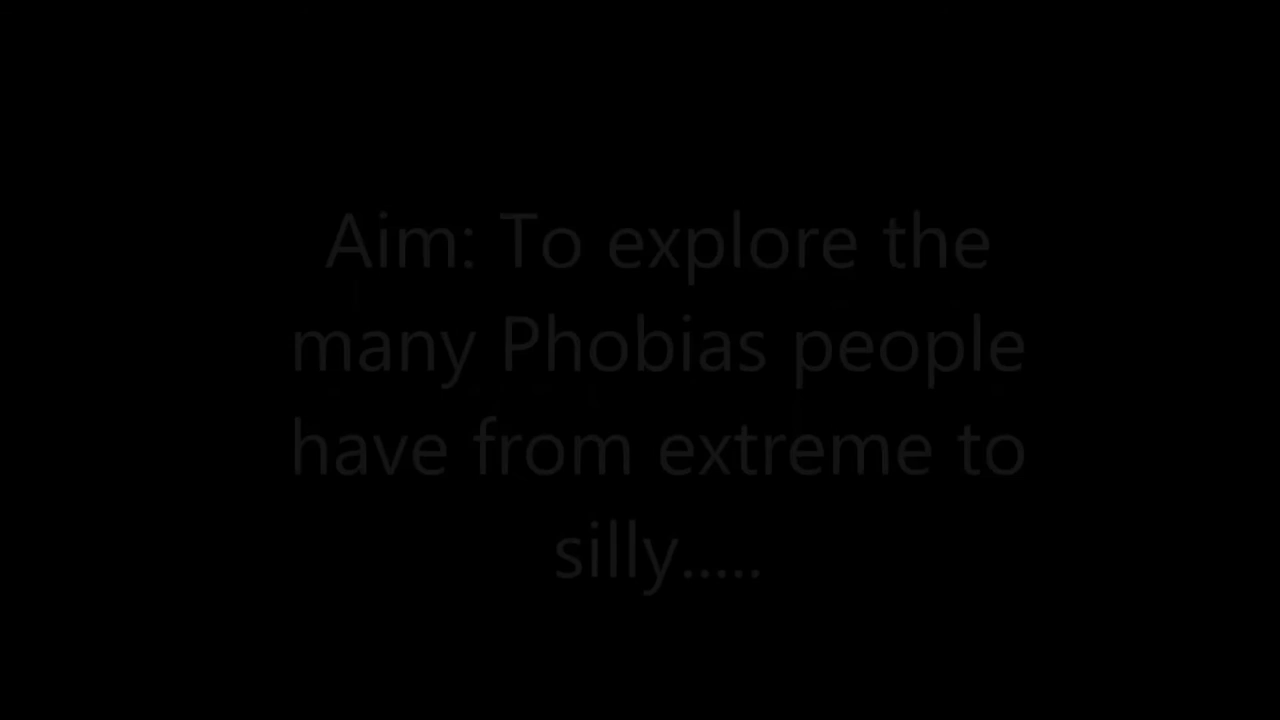 Aim: To explore the
many Phobias people
have from extreme to
silly.....